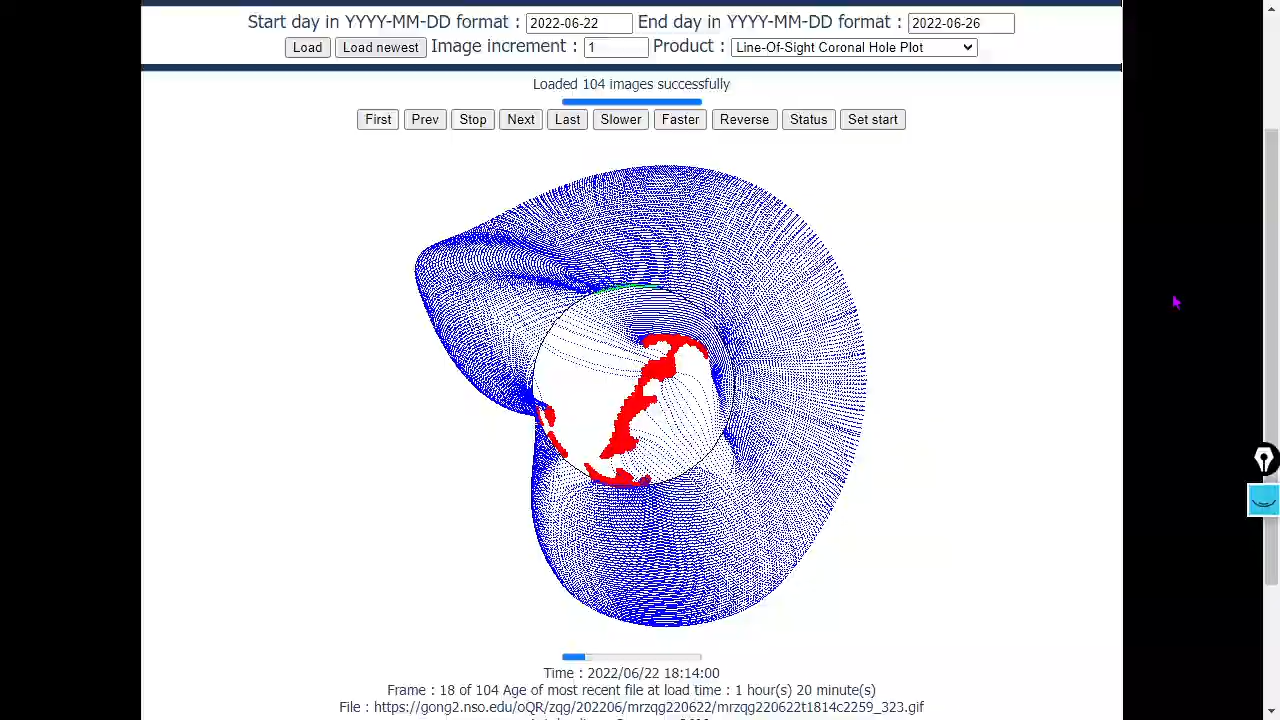 Start day in YYYY-MM-DD format : 2022-06-22 End day in YYYY-MM-DD format : 2022-06-26
Load Load newest Image increment : 1 Product : Line-Of-Sight Coronal Hole Plot
Loaded 104 images successfully
First Prev Stop Next Last Slower Faster Reverse Status Set start
Time : 2022/06/22 18:14:00
Frame : 18 of 104 Age of most recent file at load time : 1 hour(s) 20 minute(s)
File : https://gong2.nso.edu/oQR/zqg/202206/mrzqg220622/mrzqg220622t1814c2259_323.gif